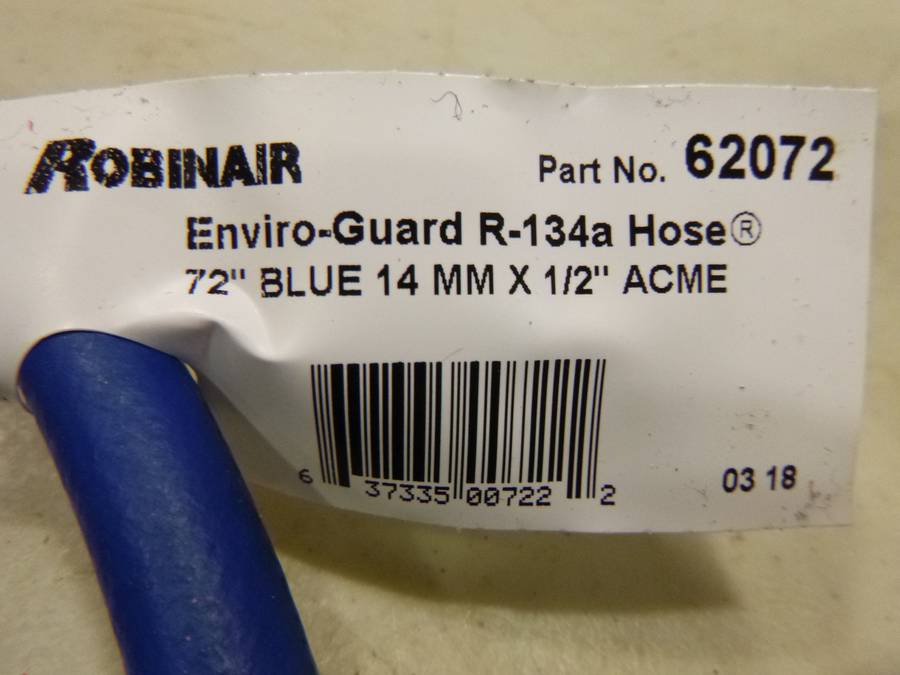 ROBINAIR
Part No. 62072
Enviro-Guard R-134a Hose®
72" BLUE 14 MM X 1/2" ACME
6 37335 00722 2
03 18